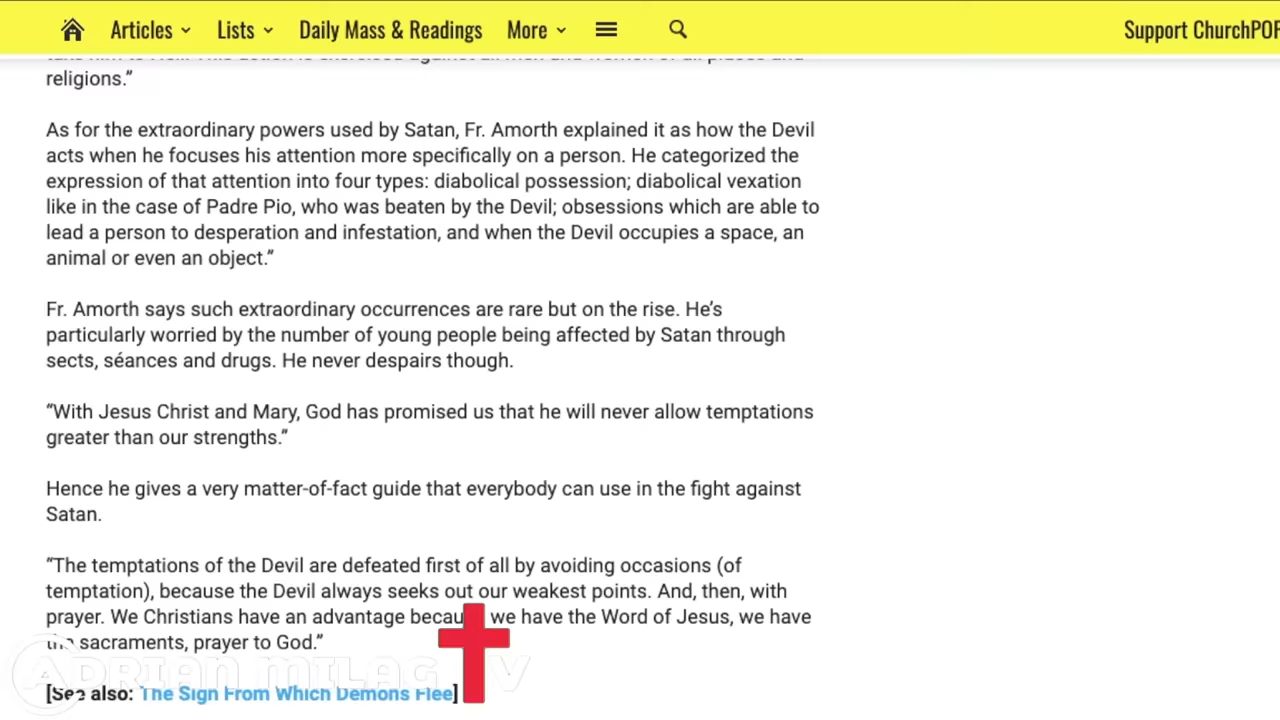 Articles Lists Daily Mass & Readings More Support ChurchPOP
religions.”
As for the extraordinary powers used by Satan, Fr. Amorth explained it as how the Devil
acts when he focuses his attention more specifically on a person. He categorized the
expression of that attention into four types: diabolical possession; diabolical vexation
like in the case of Padre Pio, who was beaten by the Devil; obsessions which are able to
lead a person to desperation and infestation, and when the Devil occupies a space, an
animal or even an object.”
Fr. Amorth says such extraordinary occurrences are rare but on the rise. He’s
particularly worried by the number of young people being affected by Satan through
sects, séances and drugs. He never despairs though.
“With Jesus Christ and Mary, God has promised us that he will never allow temptations
greater than our strengths.”
Hence he gives a very matter-of-fact guide that everybody can use in the fight against
Satan.
“The temptations of the Devil are defeated first of all by avoiding occasions (of
temptation), because the Devil always seeks out our weakest points. And, then, with
prayer. We Christians have an advantage because we have the Word of Jesus, we have
the sacraments, prayer to God.”
ADRIAN MILAG TV
[See also: The Sign From Which Demons Flee]